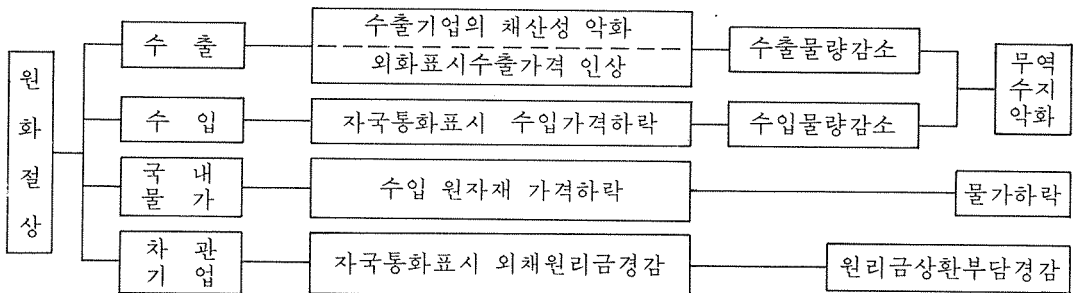 원화절상
수 출
수출기업의 채산성 악화
외화표시수출가격 인상
수출물량감소
무역
수지
악화
수 입
자국통화표시 수입가격하락
수입물량감소
국 내
물 가
수입 원자재 가격하락
물가하락
차 관
기 업
자국통화표시 외채원리금경감
원리금상환부담경감